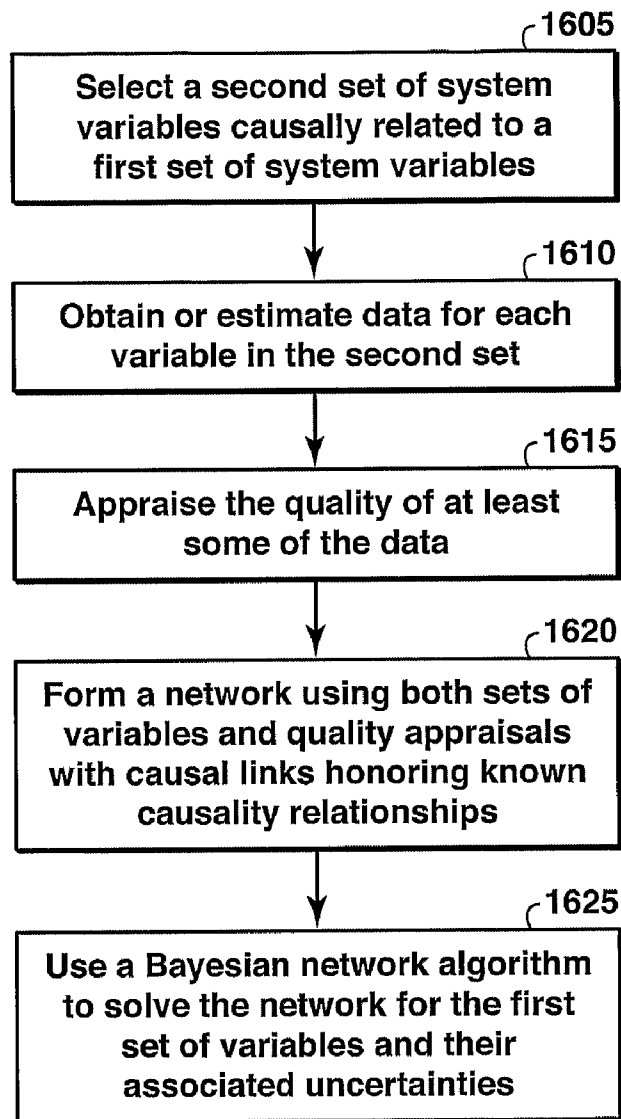 1605
Select a second set of system
variables causally related to a
first set of system variables
1610
Obtain or estimate data for each
variable in the second set
1615
Appraise the quality of at least
some of the data
1620
Form a network using both sets of
variables and quality appraisals
with causal links honoring known
causality relationships
1625
Use a Bayesian network algorithm
to solve the network for the first
set of variables and their
associated uncertainties